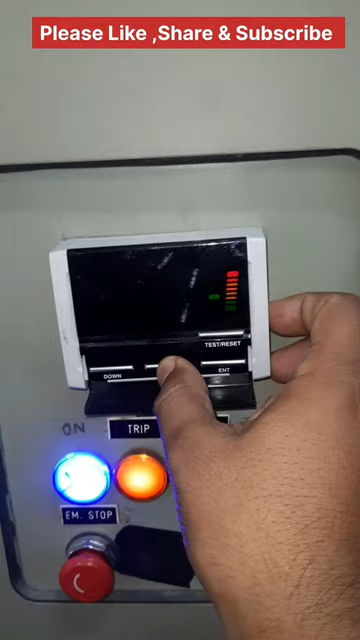 Please Like ,Share & Subscribe
TEST/RESET
DOWN
ENT
ON
TRIP
EM. STOP